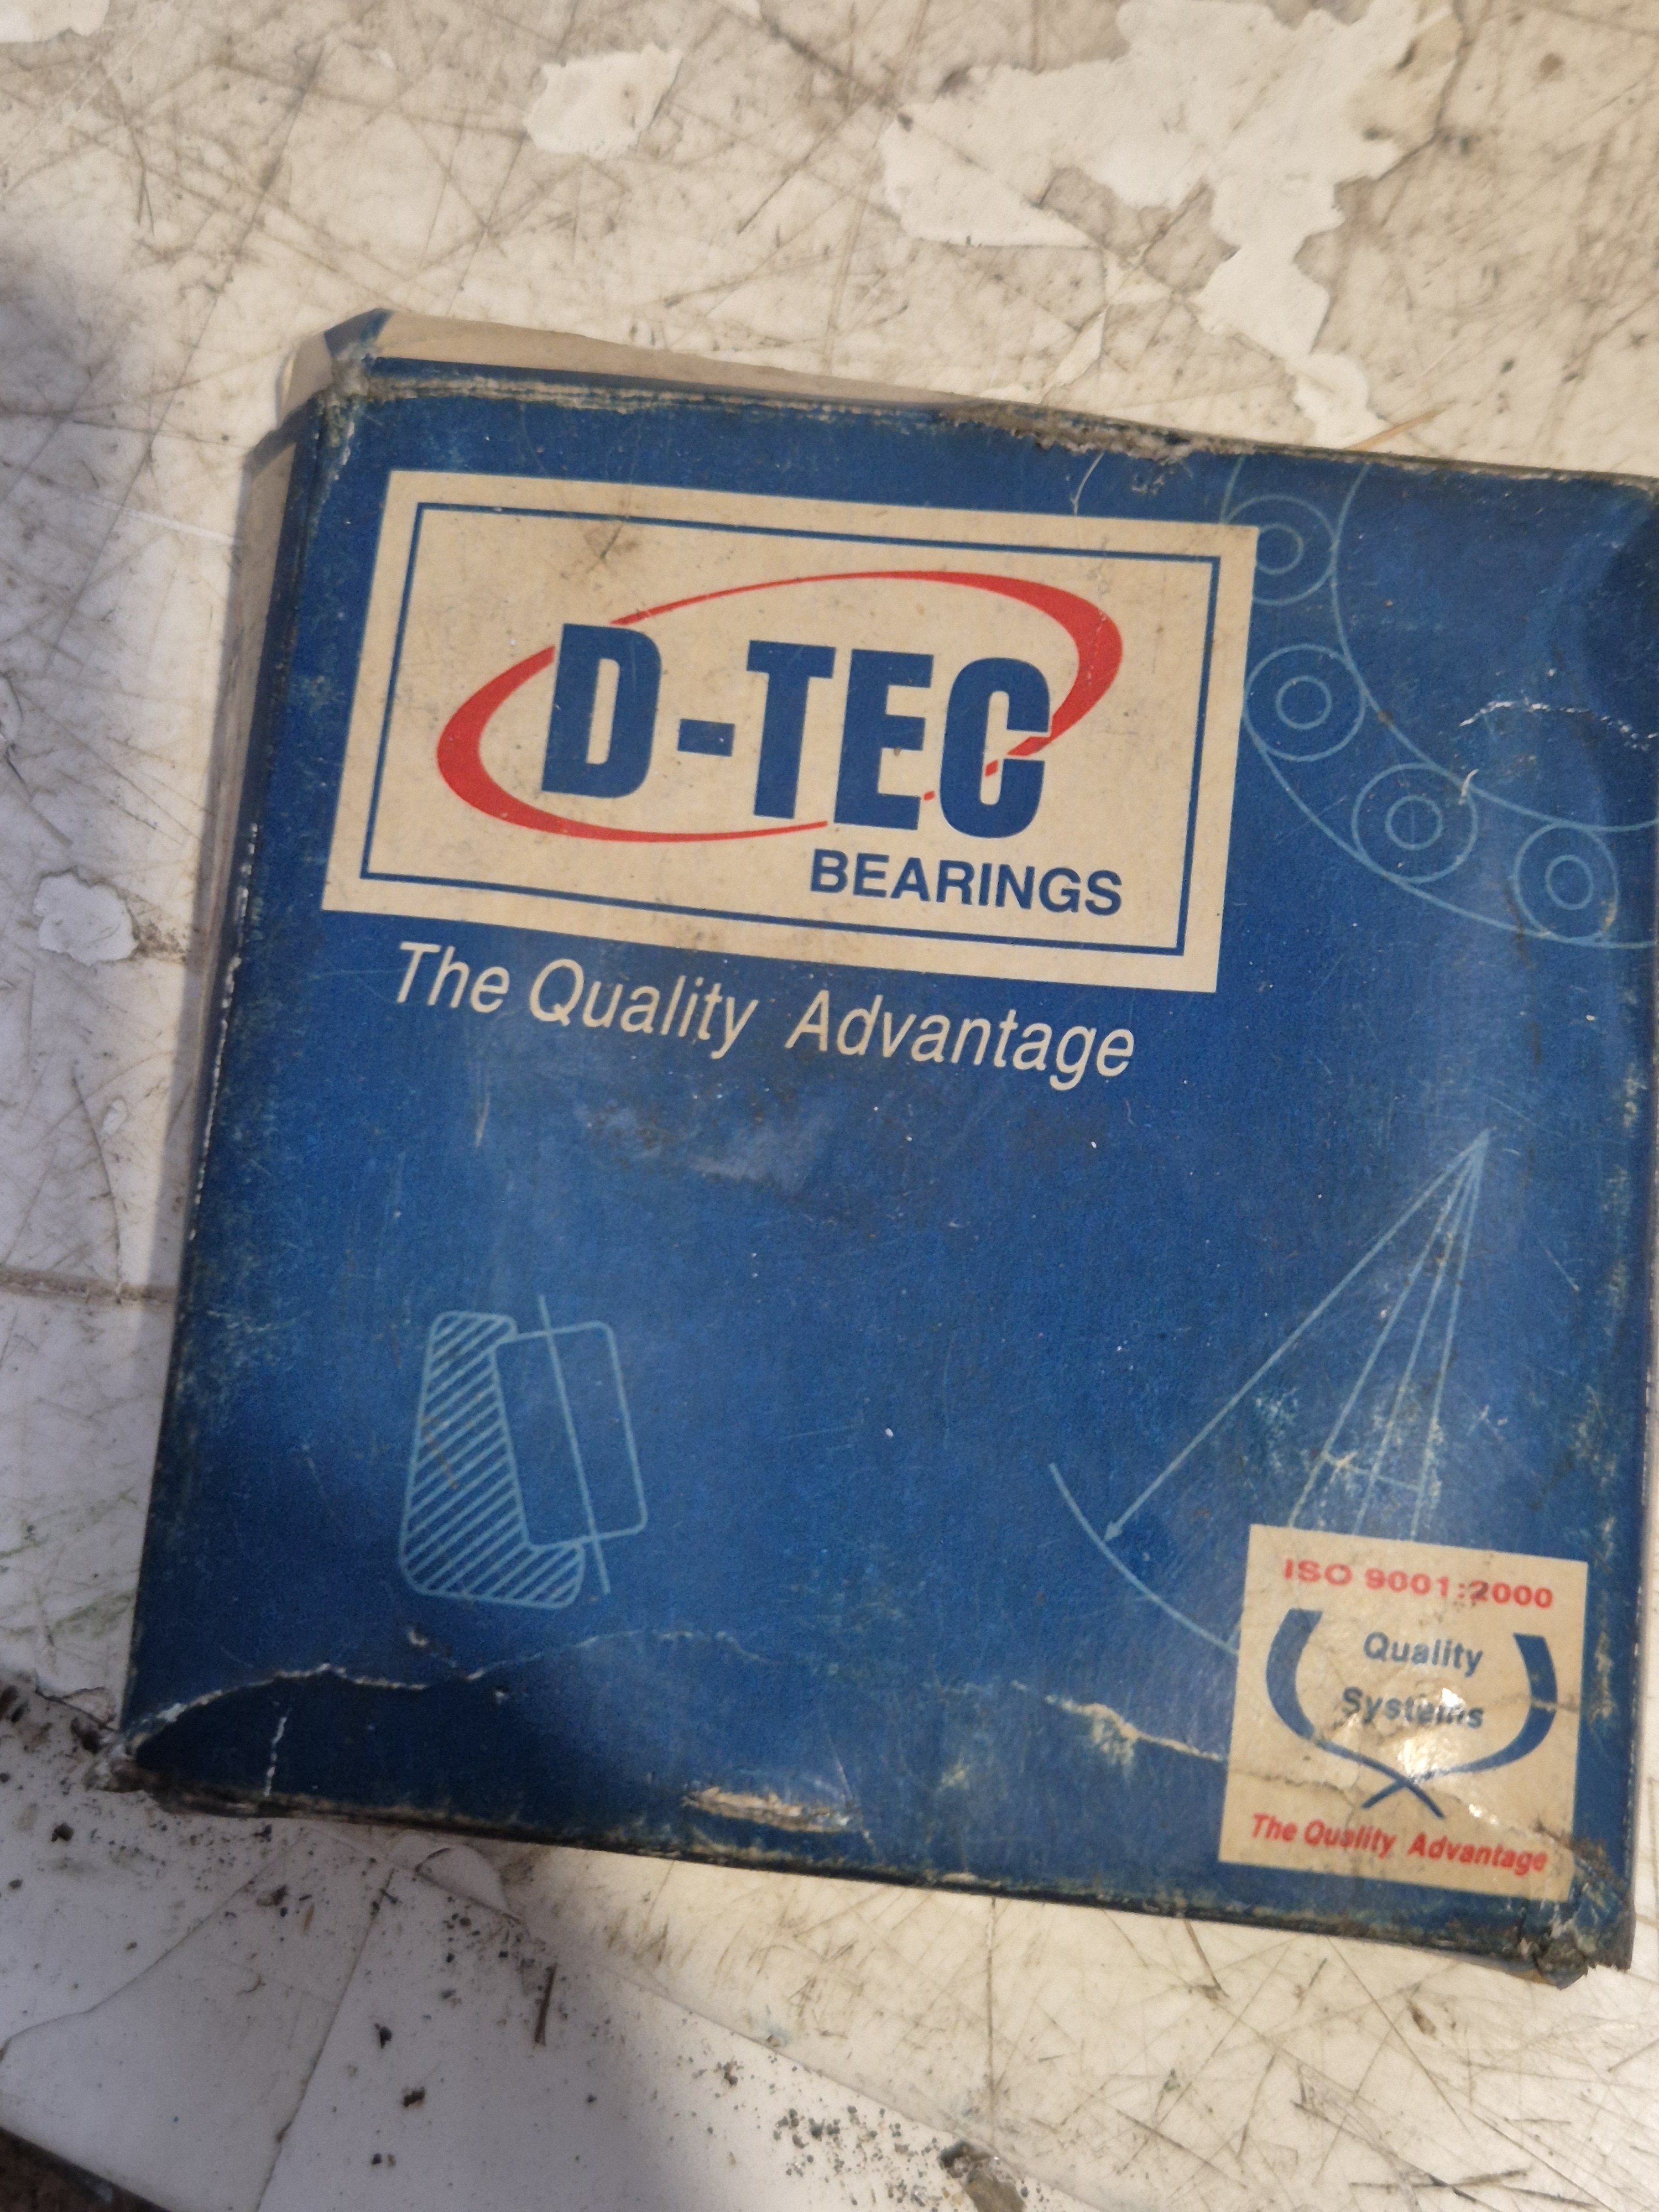 D-TEC
BEARINGS
The Quality Advantage
ISO 9001:2000
Quality
Systems
The Quality Advantage